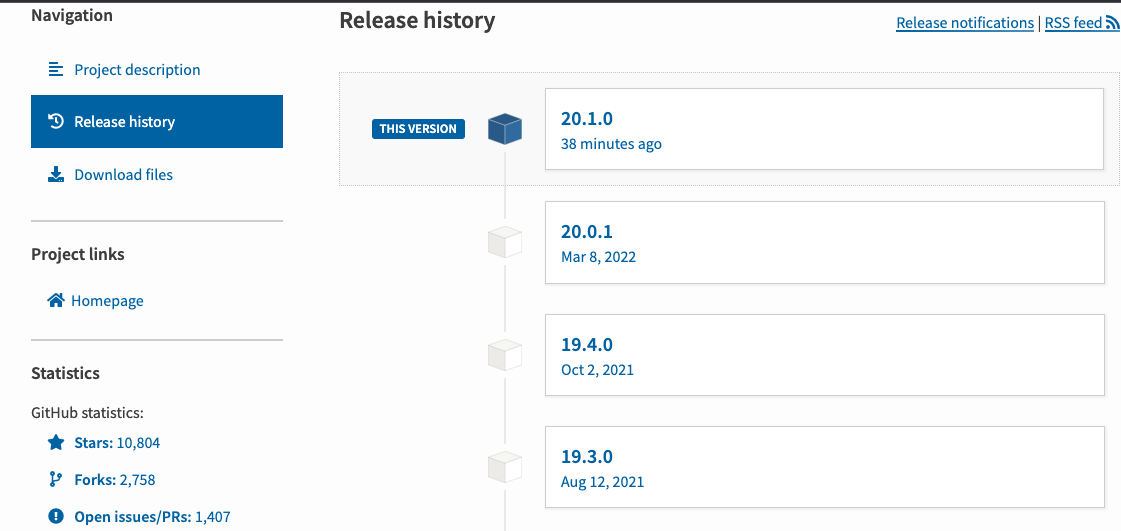 Navigation
Project description
Release history
Download files
Project links
Homepage
Statistics
GitHub statistics:
Stars: 10,804
Forks: 2,758
Open issues/PRs: 1,407
Release history
Release notifications | RSS feed
THIS VERSION
20.1.0
38 minutes ago
20.0.1
Mar 8, 2022
19.4.0
Oct 2, 2021
19.3.0
Aug 12, 2021